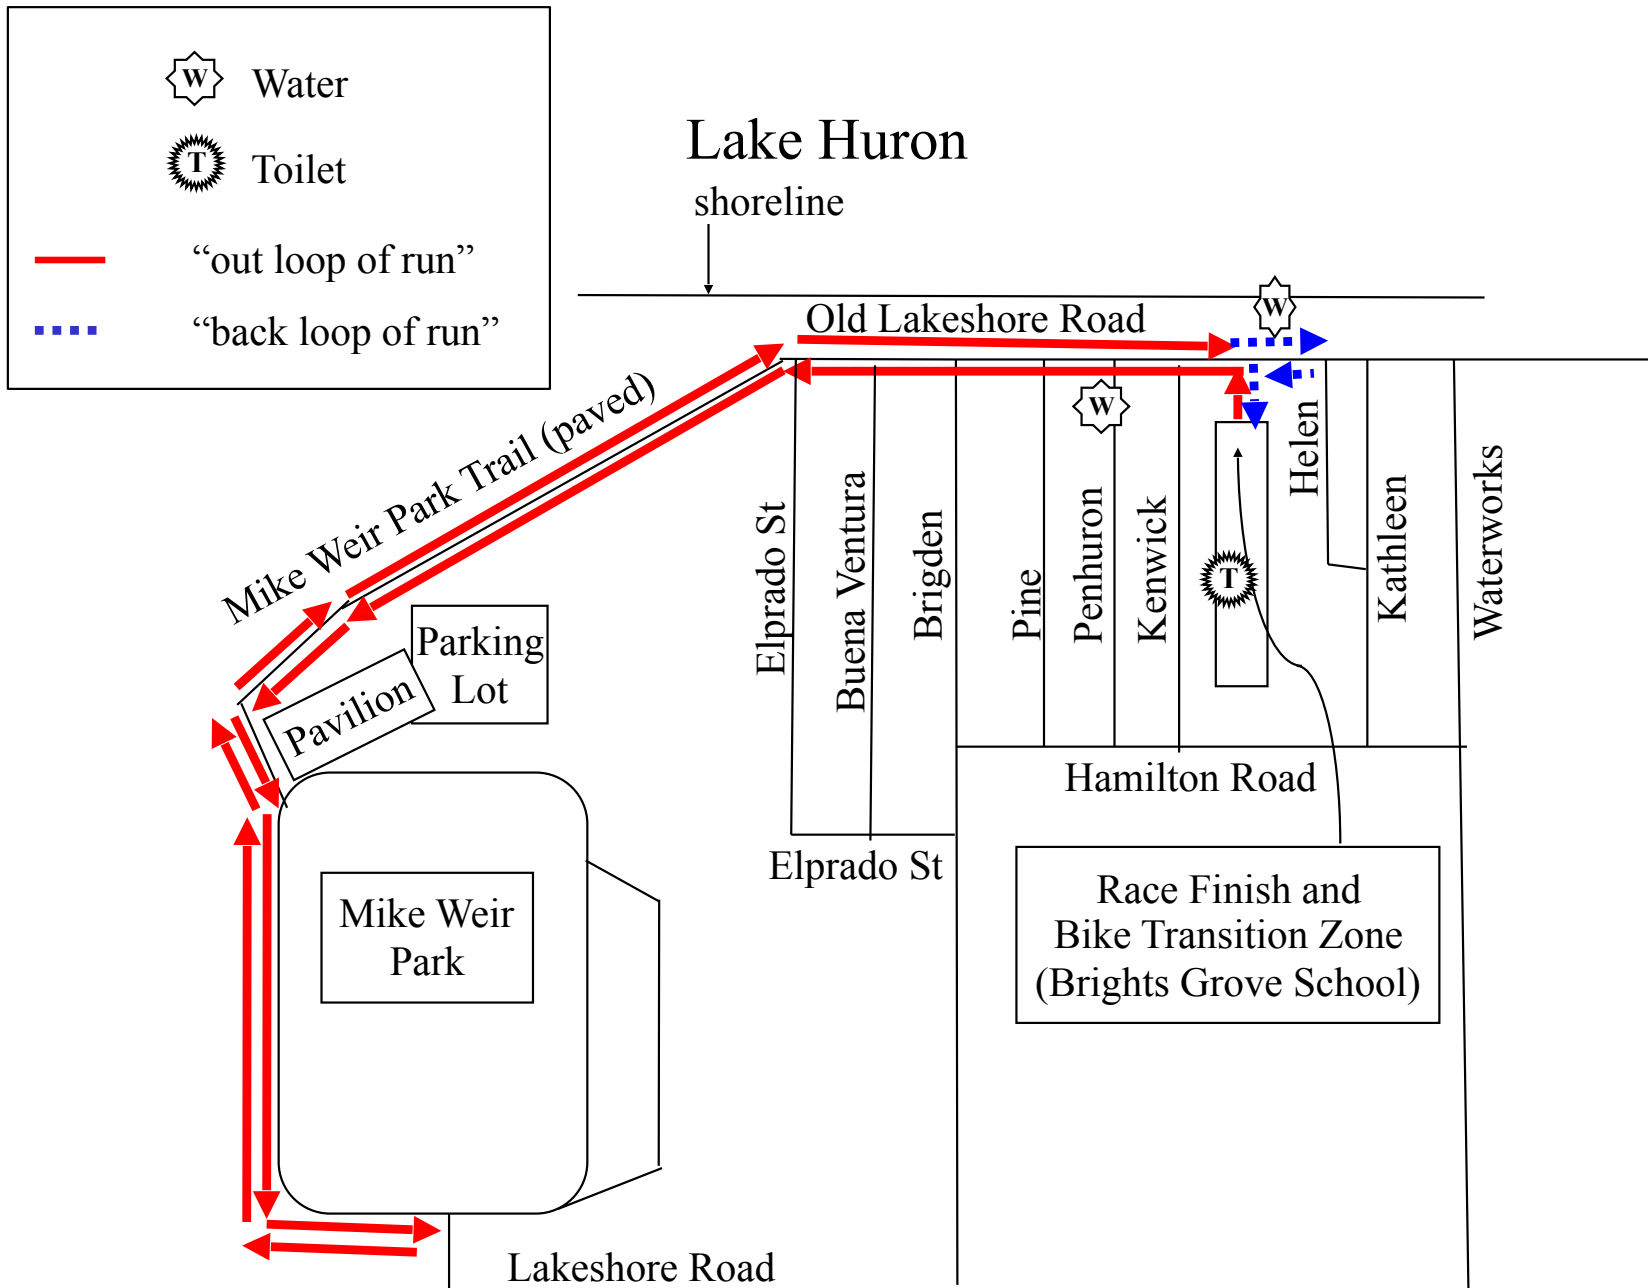 W Water
T Toilet
“out loop of run”
“back loop of run”
Lake Huron
shoreline
W
Old Lakeshore Road
W
Mike Weir Park Trail (paved)
Elprado St
Buena Ventura
Brigden
Pine
Penhuron
Kenwick
T
Helen
Kathleen
Waterworks
Parking
Lot
Pavilion
Hamilton Road
Elprado St
Mike Weir
Park
Race Finish and
Bike Transition Zone
(Brights Grove School)
Lakeshore Road